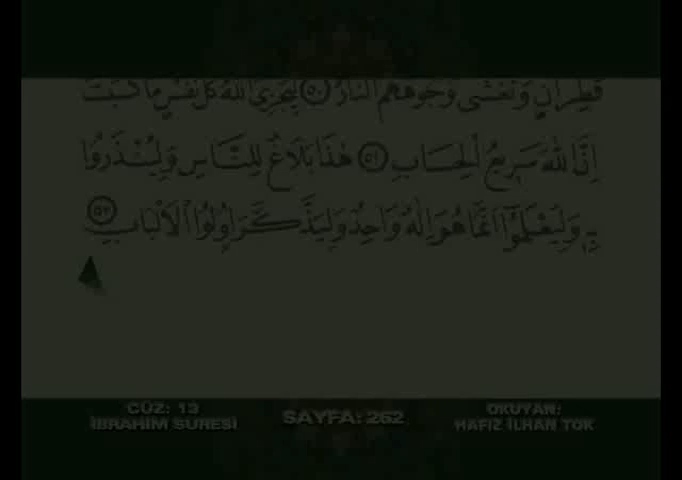 قَطِرَانٍ وَتَغْشٰى وُجُوهَهُمُ النَّارُ ۝٥٠ لِيَجْزِىَ اللّٰهُ كُلَّ نَفْسٍ مَا كَسَبَتْ
اِنَّ اللّٰهَ سَرِيعُ الْحِسَابِ ۝٥١ هٰذَا بَلَاغٌ لِلنَّاسِ وَلِيُنْذَرُوا
بِهٖ وَلِيَعْلَمُٓوا اَنَّمَا هُوَ اِلٰهٌ وَاحِدٌ وَلِيَذَّكَّرَ اُولُوا الْاَلْبَابِ ۝٥٢
CÜZ: 13
İBRAHİM SURESİ
SAYFA: 262
OKUYAN:
HAFIZ İLHAN TOK